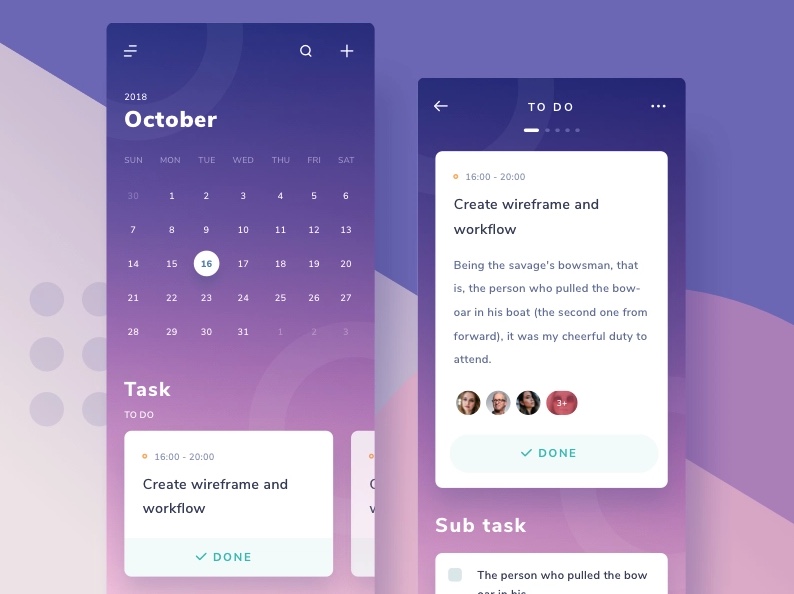 2018
October
SUN MON TUE WED THU FRI SAT
30 1 2 3 4 5 6
7 8 9 10 11 12 13
14 15 16 17 18 19 20
21 22 23 24 25 26 27
28 29 30 31 1 2 3
Task
TO DO
16:00 - 20:00
Create wireframe and
workflow
DONE
TO DO
16:00 - 20:00
Create wireframe and
workflow
Being the savage's bowsman, that
is, the person who pulled the bow-
oar in his boat (the second one from
forward), it was my cheerful duty to
attend.
3+
DONE
Sub task
The person who pulled the bow
oar in his